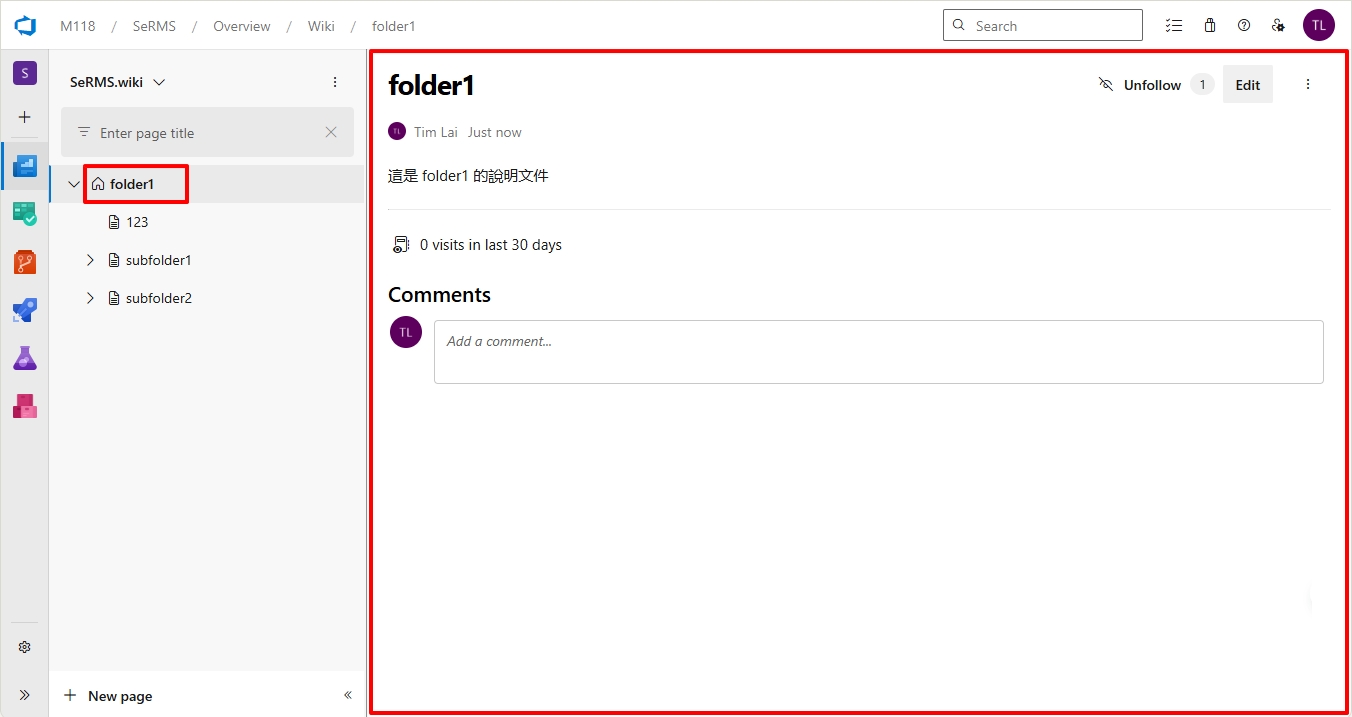 M118 / SeRMS / Overview / Wiki / folder1
Search
TL
S
SeRMS.wiki
Enter page title
folder1
123
subfolder1
subfolder2
New page
folder1
Unfollow 1 Edit
TL Tim Lai Just now
這是 folder1 的說明文件
0 visits in last 30 days
Comments
TL
Add a comment...